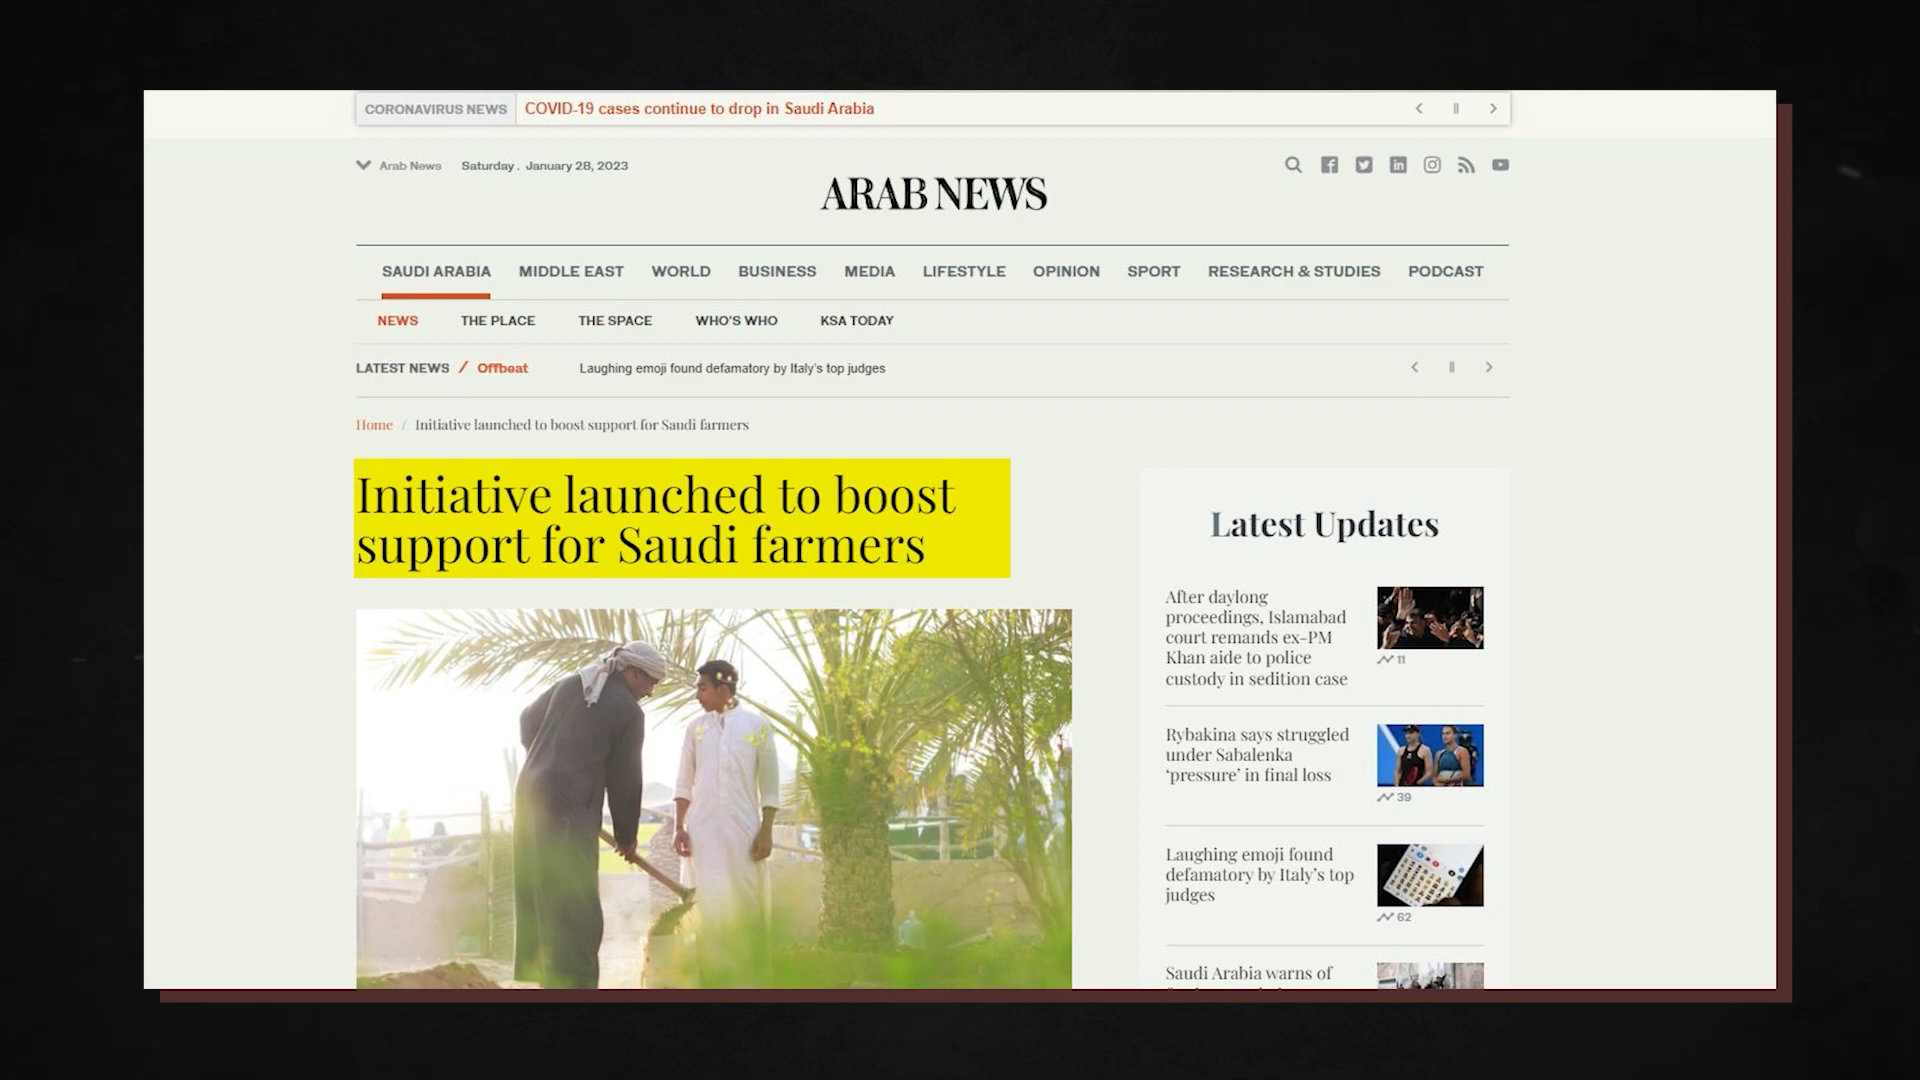 CORONAVIRUS NEWS COVID-19 cases continue to drop in Saudi Arabia
Arab News Saturday . January 28, 2023
ARAB NEWS
SAUDI ARABIA MIDDLE EAST WORLD BUSINESS MEDIA LIFESTYLE OPINION SPORT RESEARCH & STUDIES PODCAST
NEWS THE PLACE THE SPACE WHO'S WHO KSA TODAY
LATEST NEWS / Offbeat Laughing emoji found defamatory by Italy's top judges
Home / Initiative launched to boost support for Saudi farmers
Initiative launched to boost
support for Saudi farmers
Latest Updates
After daylong
proceedings, Islamabad
court remands ex-PM
Khan aide to police
custody in sedition case
11
Rybakina says struggled
under Sabalenka
‘pressure’ in final loss
39
Laughing emoji found
defamatory by Italy’s top
judges
62
Saudi Arabia warns of